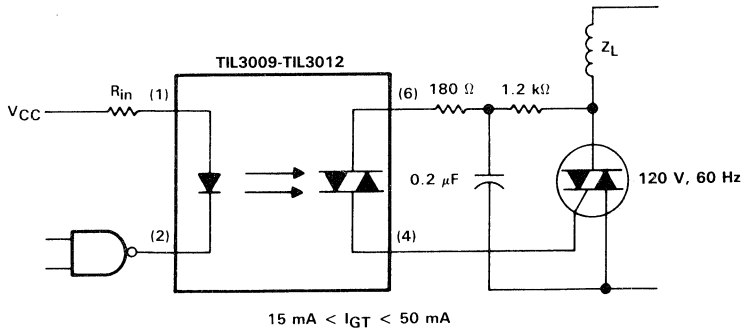 TIL3009-TIL3012
ZL
Rin
(1)
(6)
180 Ω
1.2 kΩ
VCC
0.2 μF
120 V, 60 Hz
(2)
(4)
15 mA < IGT < 50 mA